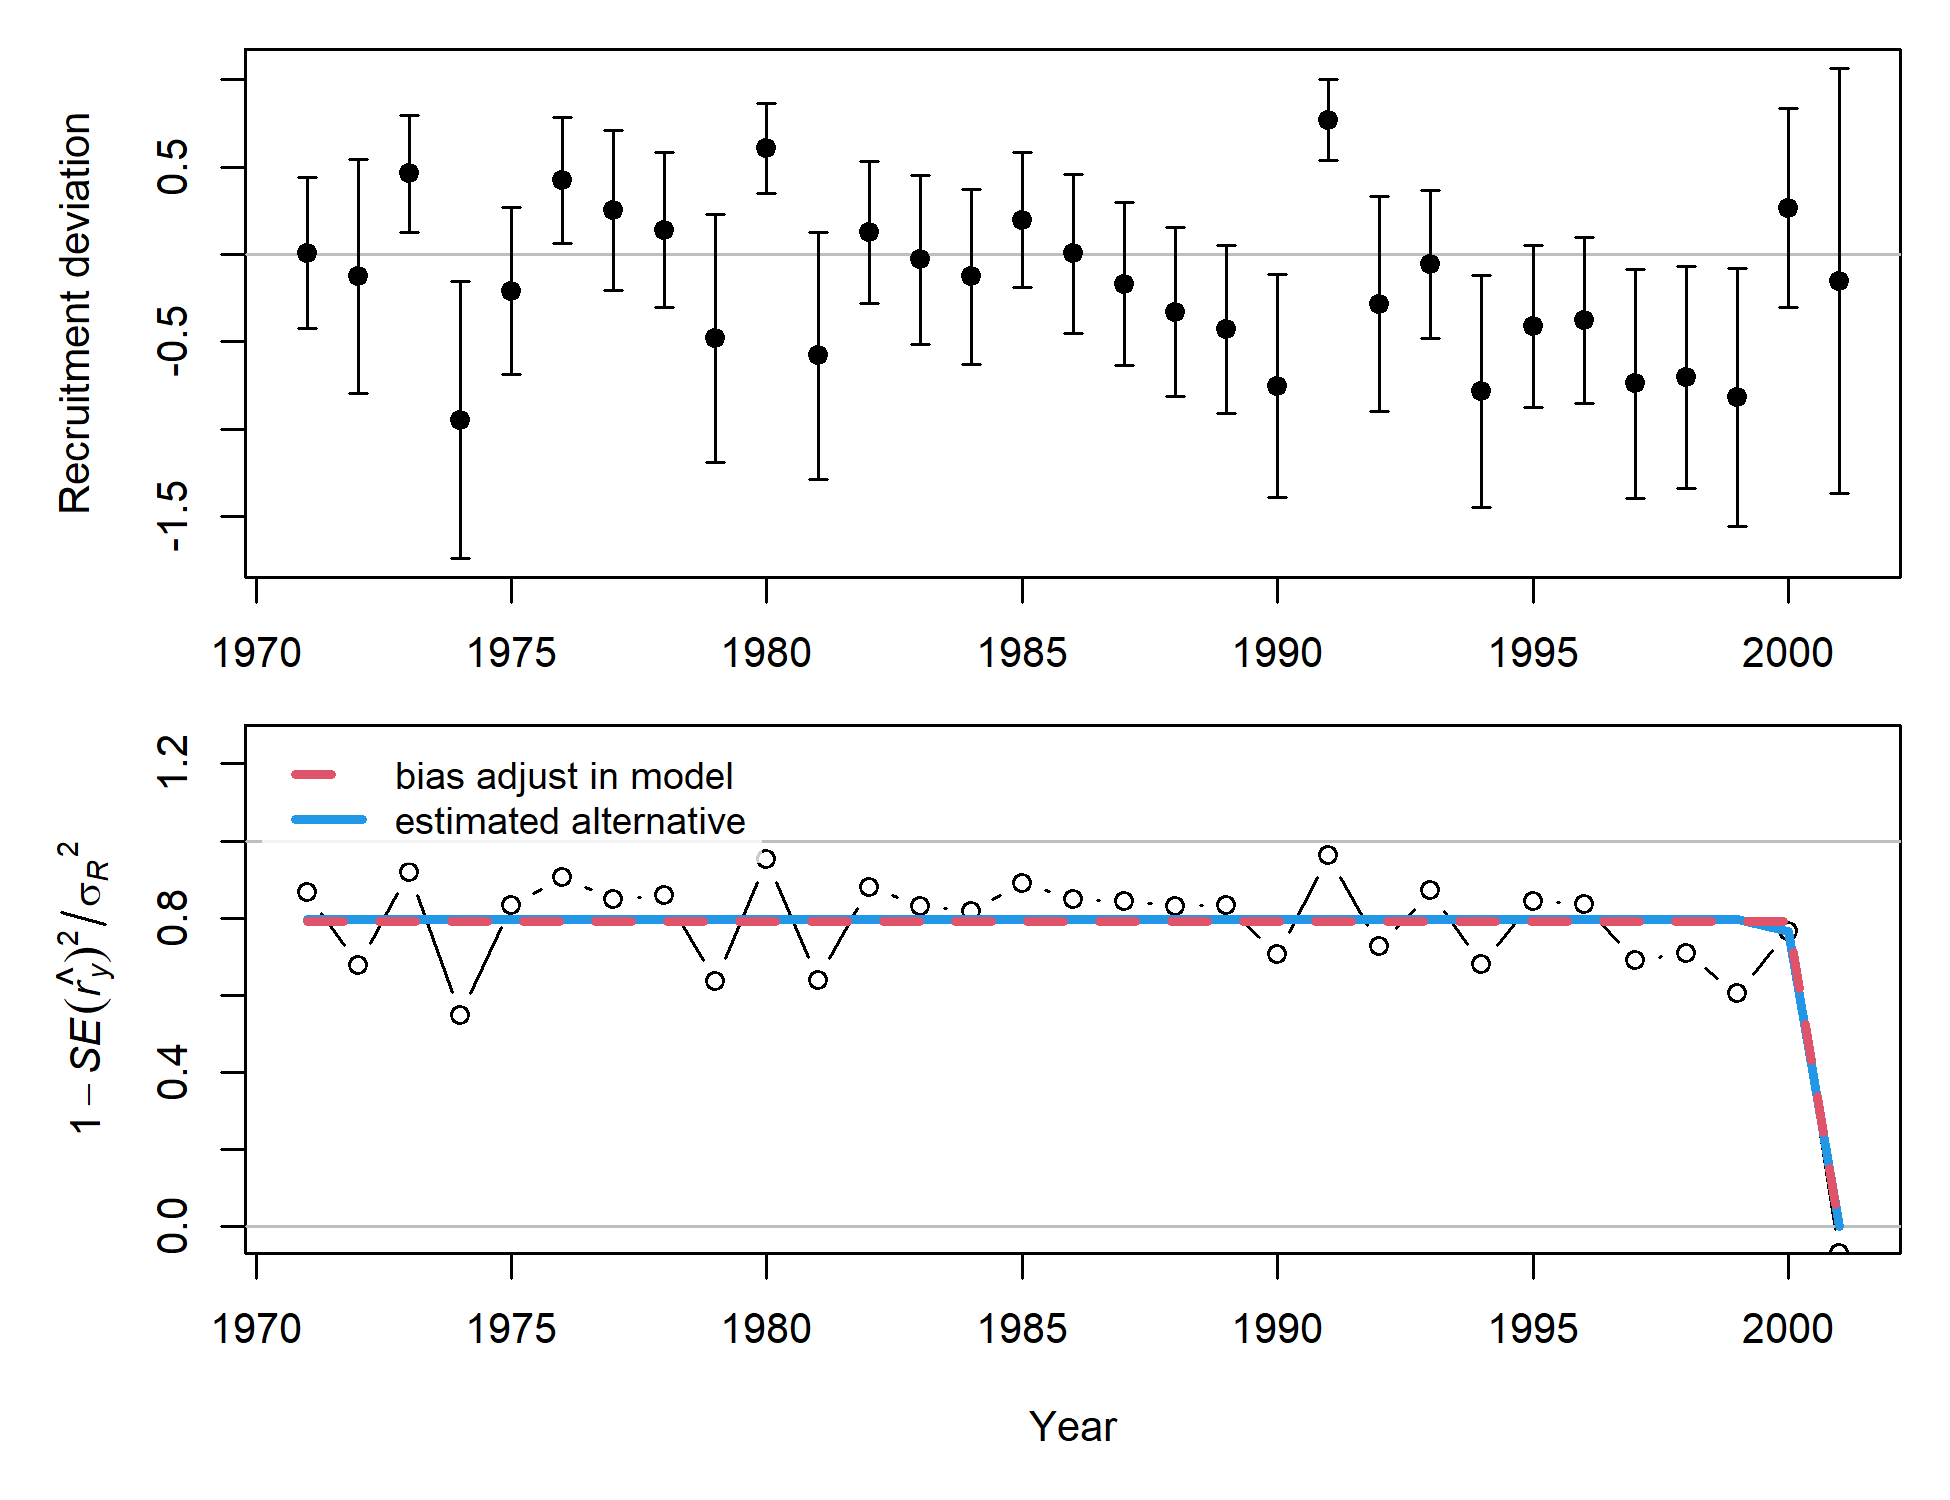 Recruitment deviation
0.5
-0.5
-1.5
1970 1975 1980 1985 1990 1995 2000
bias adjust in model
estimated alternative
1 − SE(r̂y)² / σR²
1.2
0.8
0.4
0.0
1970 1975 1980 1985 1990 1995 2000
Year